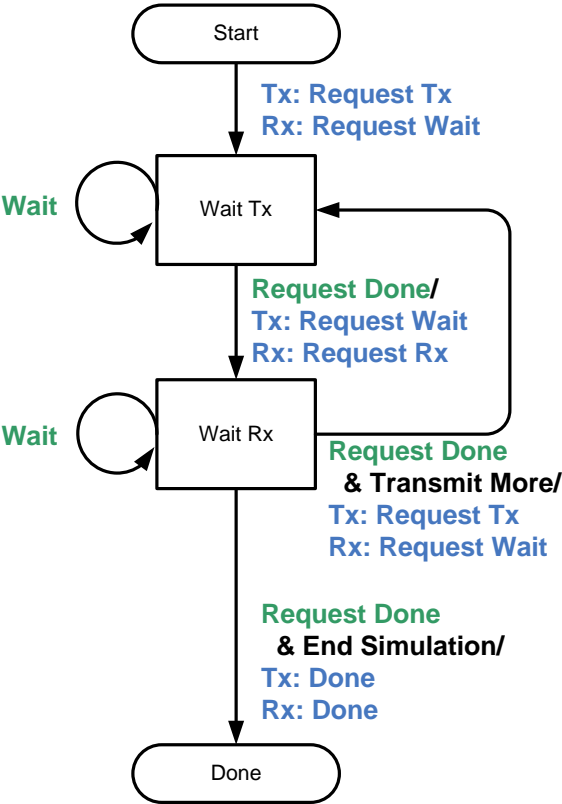 Start
Tx: Request Tx
Rx: Request Wait
Wait
Wait Tx
Request Done/
Tx: Request Wait
Rx: Request Rx
Wait
Wait Rx
Request Done
& Transmit More/
Tx: Request Tx
Rx: Request Wait
Request Done
& End Simulation/
Tx: Done
Rx: Done
Done